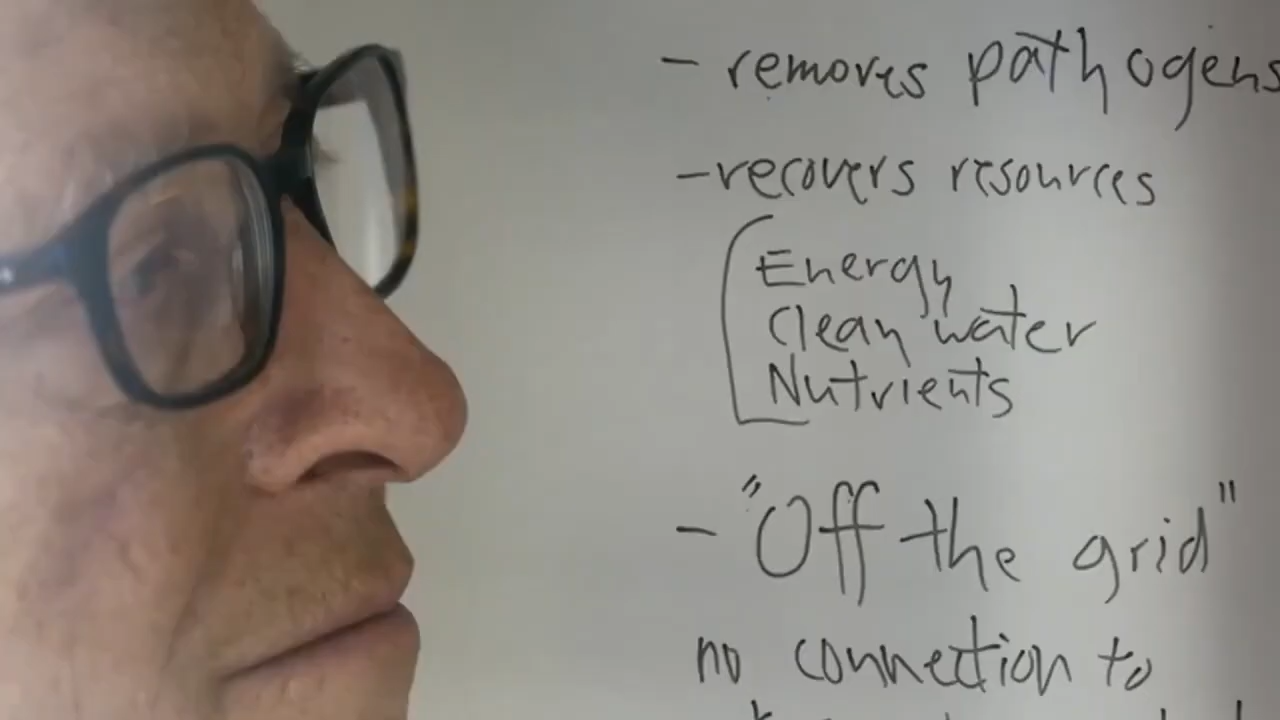 - removes pathogens
- recovers resources
Energy
Clean water
Nutrients
- "Off the grid"
no connection to